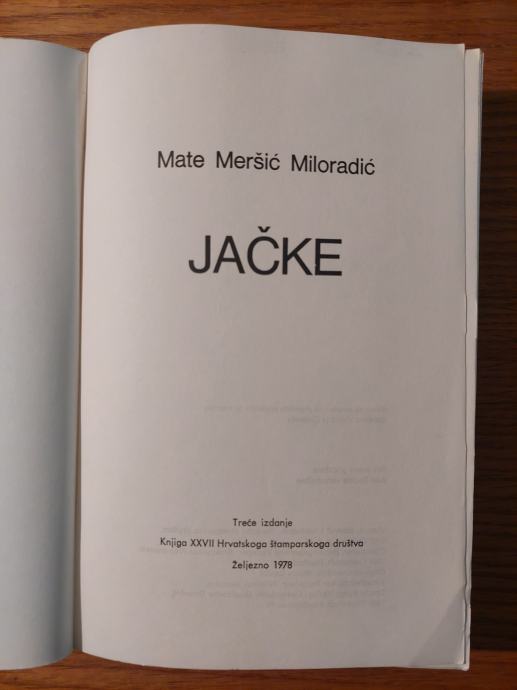 Mate Meršić Miloradić
JAČKE
Treće izdanje
Knjiga XXVII Hrvatskoga štamparskoga društva
Željezno 1978